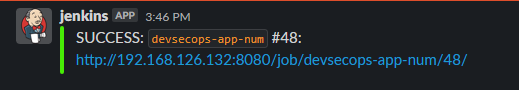 jenkins APP 3:46 PM
SUCCESS: devsecops-app-num #48:
http://192.168.126.132:8080/job/devsecops-app-num/48/